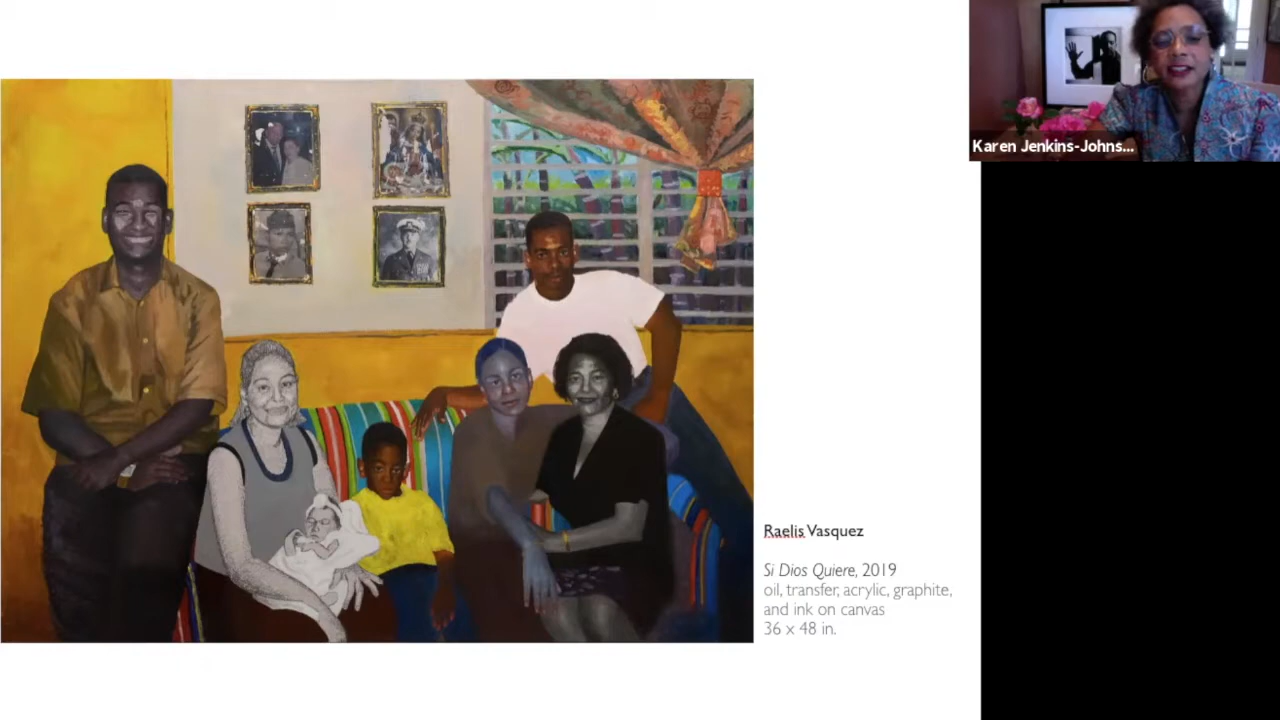 Karen Jenkins-Johns...
Raelis Vasquez
Si Dios Quiere, 2019
oil, transfer, acrylic, graphite,
and ink on canvas
36 x 48 in.